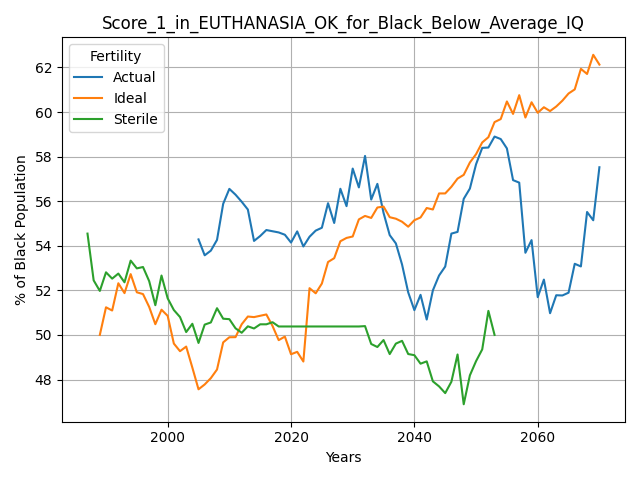 Score_1_in_EUTHANASIA_OK_for_Black_Below_Average_IQ
Fertility
Actual
Ideal
Sterile
% of Black Population
62
60
58
56
54
52
50
48
2000
2020
2040
2060
Years